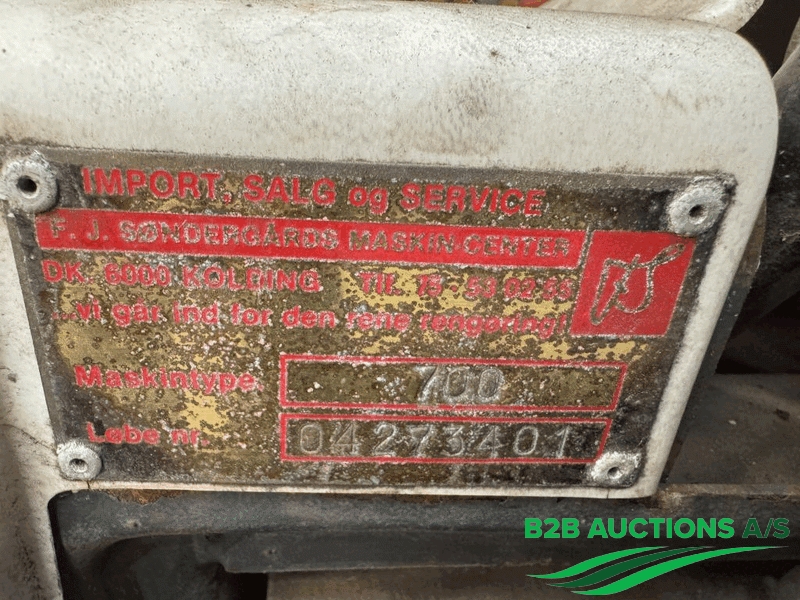 IMPORT, SALG og SERVICE
F. J. SØNDERGÅRDS MASKIN-CENTER
DK. 6000 KOLDING Tlf. 75 - 53 02 55
...vi går ind for den rene rengøring!
Maskintype. 700
Løbe nr. 04273401
B2B AUCTIONS A/S